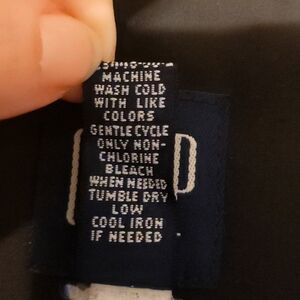 MACHINE
WASH COLD
WITH LIKE
COLORS
GENTLE CYCLE
ONLY NON-
CHLORINE
BLEACH
WHEN NEEDED
TUMBLE DRY
LOW
COOL IRON
IF NEEDED